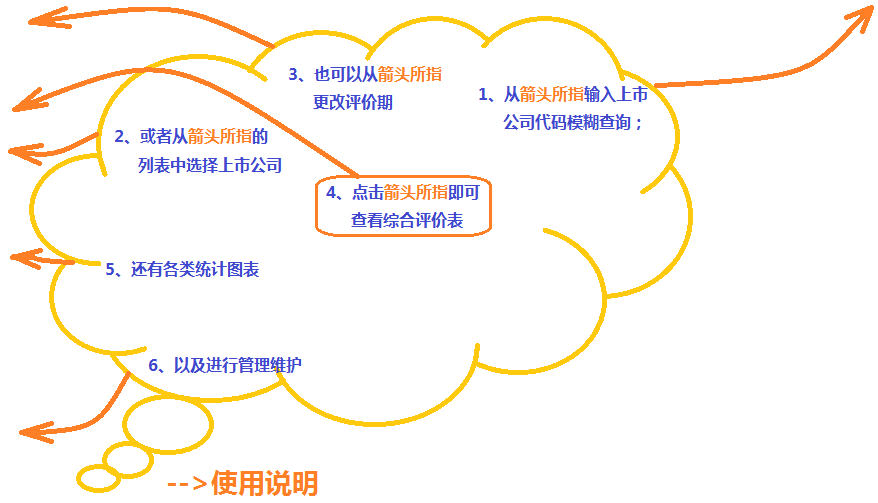 3、也可以从箭头所指
更改评价期
1、从箭头所指输入上市
公司代码模糊查询；
2、或者从箭头所指的
列表中选择上市公司
4、点击箭头所指即可
查看综合评价表
5、还有各类统计图表
6、以及进行管理维护
-->使用说明